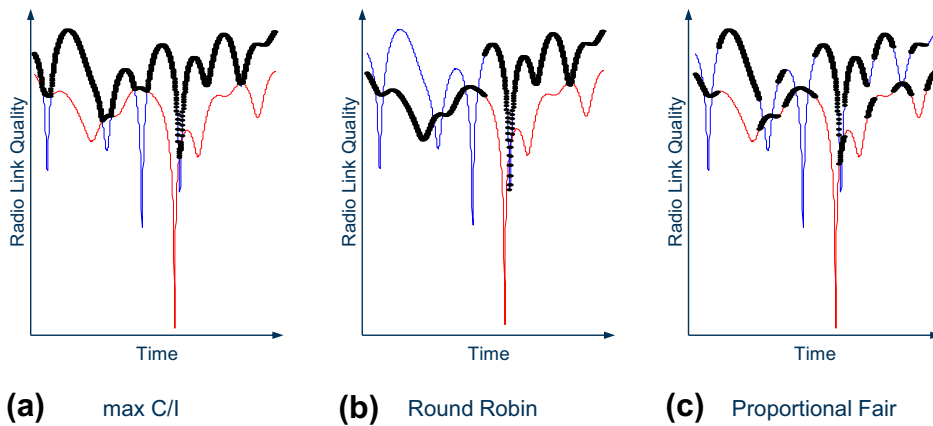 Radio Link Quality
Radio Link Quality
Radio Link Quality
Time
Time
Time
(a) max C/I
(b) Round Robin
(c) Proportional Fair